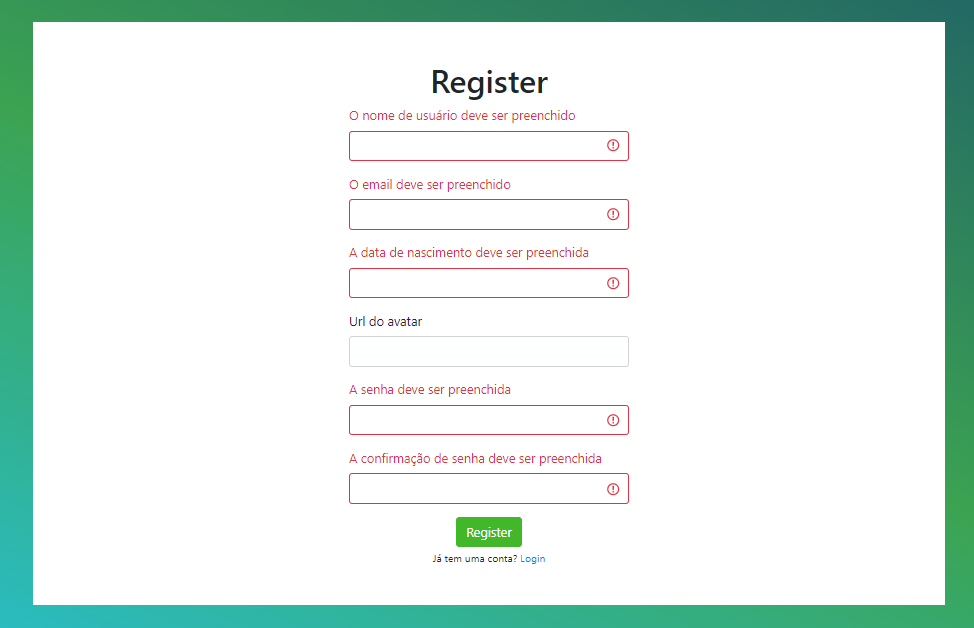 Register
O nome de usuário deve ser preenchido
O email deve ser preenchido
A data de nascimento deve ser preenchida
Url do avatar
A senha deve ser preenchida
A confirmação de senha deve ser preenchida
Register
Já tem uma conta? Login